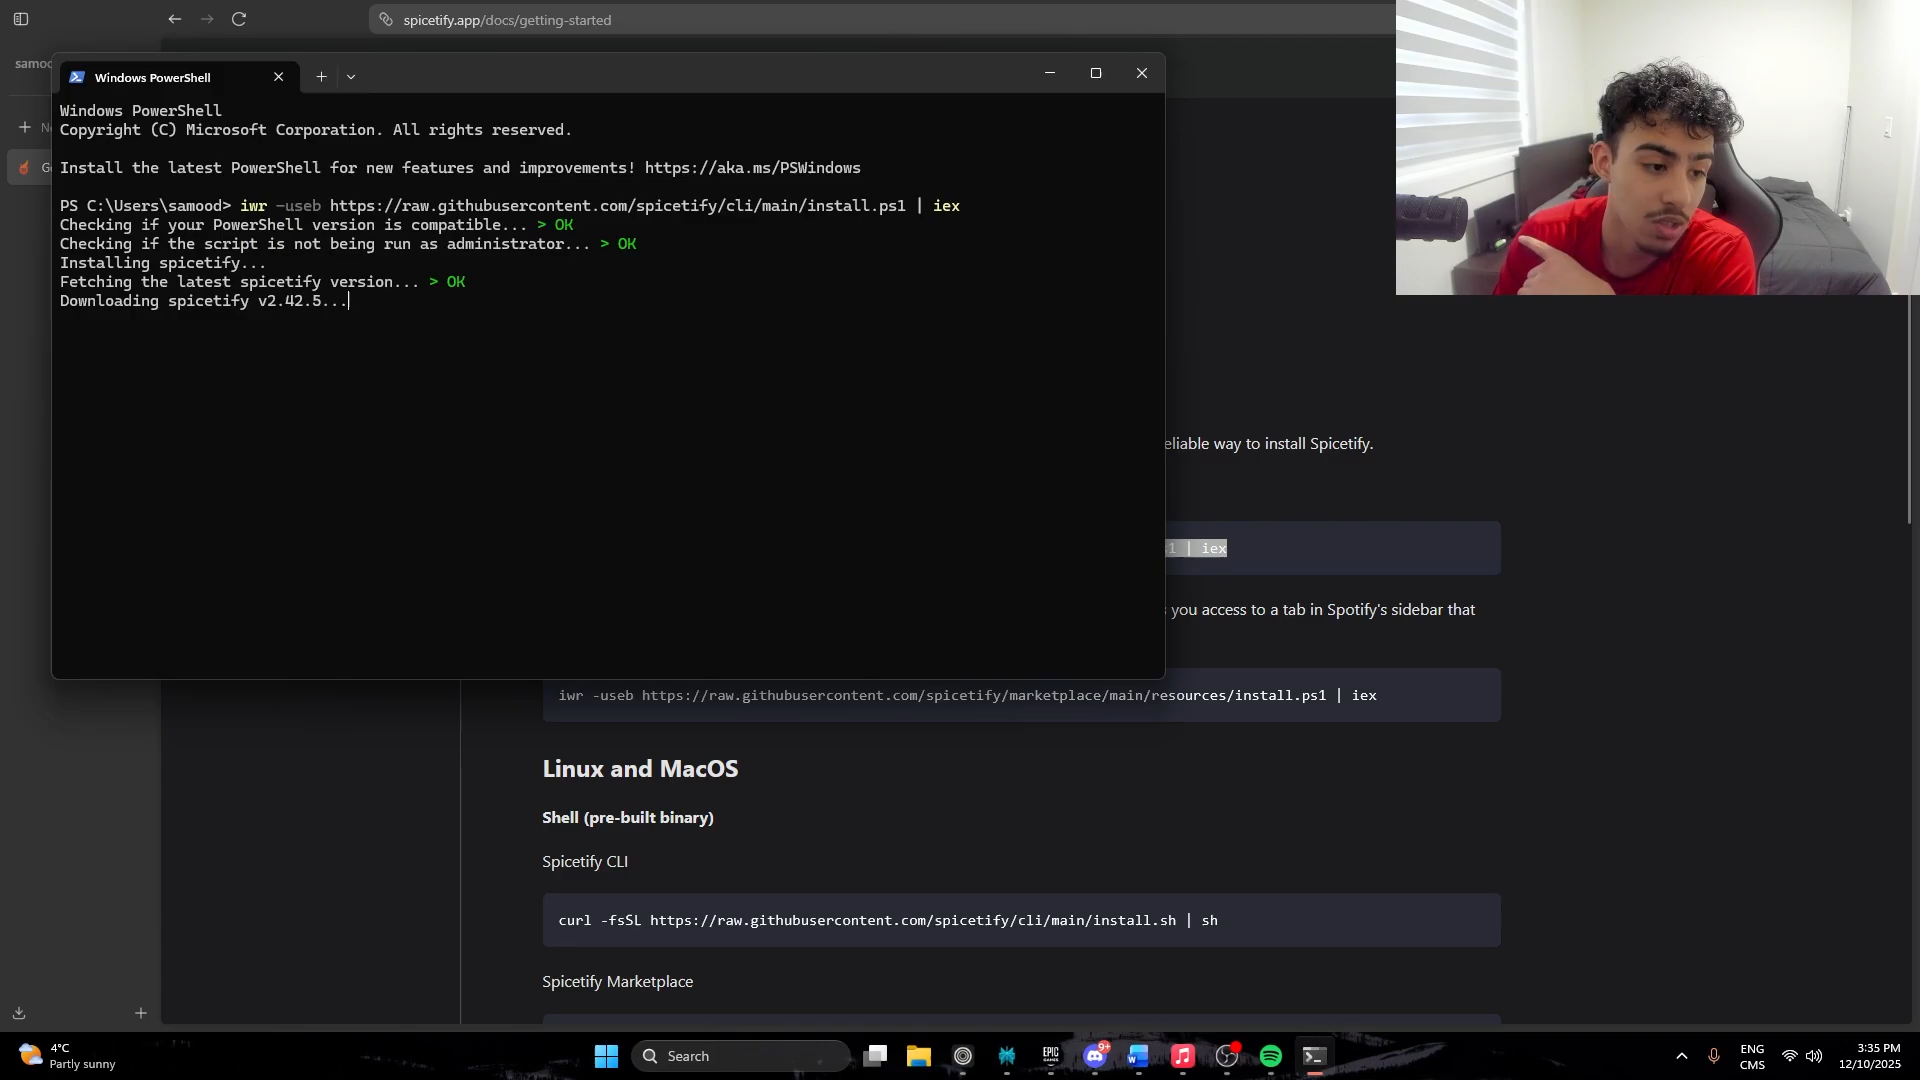 spicetify.app/docs/getting-started
samoo
Windows PowerShell
Windows PowerShell
Copyright (C) Microsoft Corporation. All rights reserved.
Install the latest PowerShell for new features and improvements! https://aka.ms/PSWindows
PS C:\Users\samood> iwr -useb https://raw.githubusercontent.com/spicetify/cli/main/install.ps1 | iex
Checking if your PowerShell version is compatible... > OK
Checking if the script is not being run as administrator... > OK
Installing spicetify...
Fetching the latest spicetify version... > OK
Downloading spicetify v2.42.5...
eliable way to install Spicetify.
1 | iex
you access to a tab in Spotify's sidebar that
iwr -useb https://raw.githubusercontent.com/spicetify/marketplace/main/resources/install.ps1 | iex
Linux and MacOS
Shell (pre-built binary)
Spicetify CLI
curl -fsSL https://raw.githubusercontent.com/spicetify/cli/main/install.sh | sh
Spicetify Marketplace
4°C
Partly sunny
Search
EPIC
GAMES
9+
ENG
CMS
3:35 PM
12/10/2025